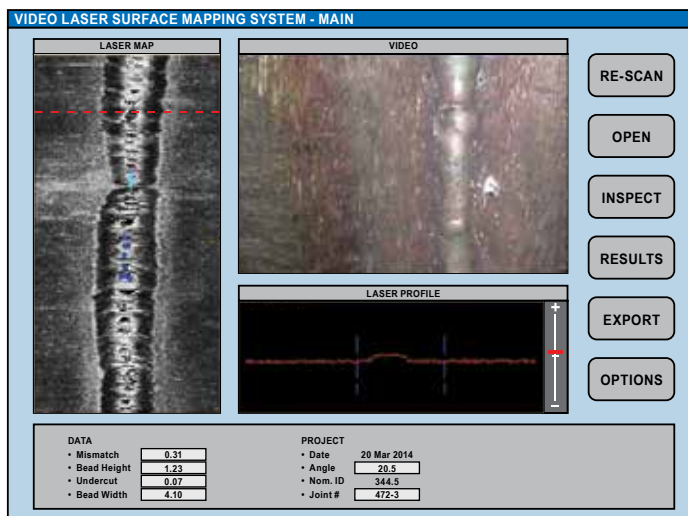 VIDEO LASER SURFACE MAPPING SYSTEM - MAIN
LASER MAP
VIDEO
RE-SCAN
OPEN
INSPECT
RESULTS
EXPORT
OPTIONS
LASER PROFILE
+
–
DATA
• Mismatch 0.31
• Bead Height 1.23
• Undercut 0.07
• Bead Width 4.10
PROJECT
• Date 20 Mar 2014
• Angle 20.5
• Nom. ID 344.5
• Joint # 472-3